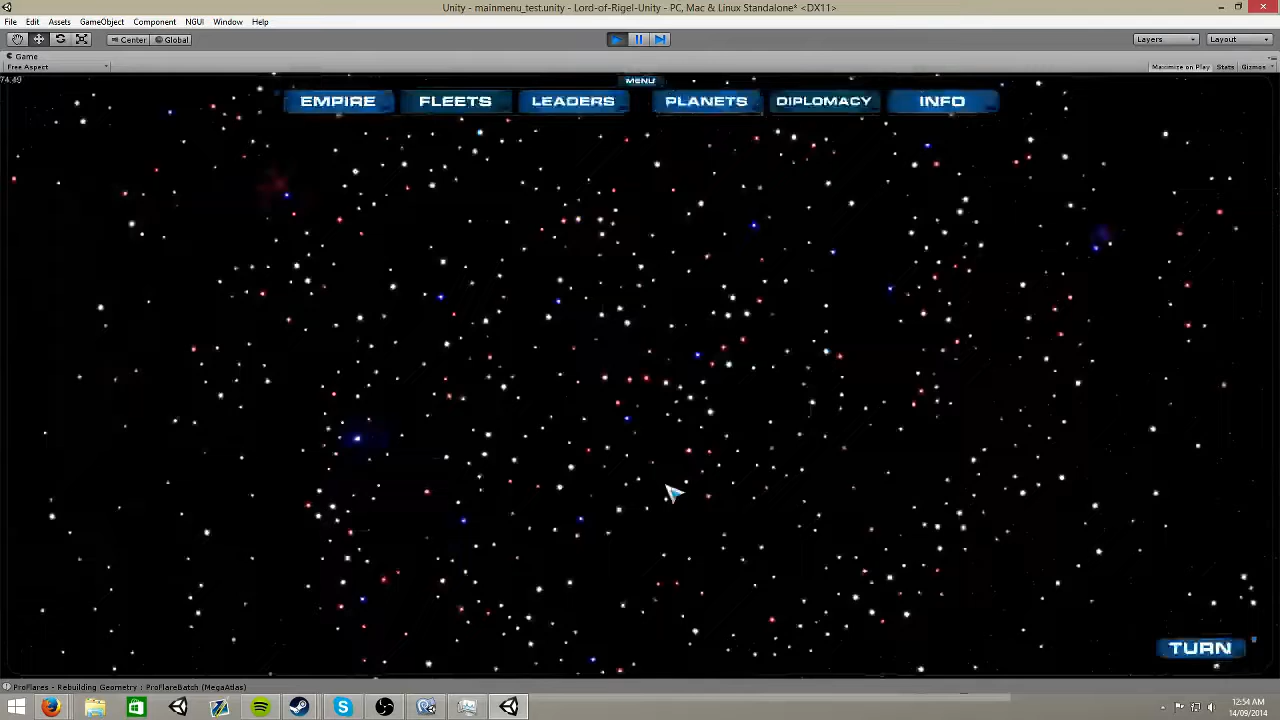 Unity - mainmenu_test.unity - Lord-of-Rigel-Unity - PC, Mac & Linux Standalone* <DX11>
File Edit Assets GameObject Component NGUI Window Help
Center Global Layers Layout
Game
Free Aspect Maximize on Play Stats Gizmos
74.49 MENU
EMPIRE FLEETS LEADERS PLANETS DIPLOMACY INFO
TURN
ProFlares - Rebuilding Geometry : ProFlareBatch (MegaAtlas)
12:54 AM
14/09/2014